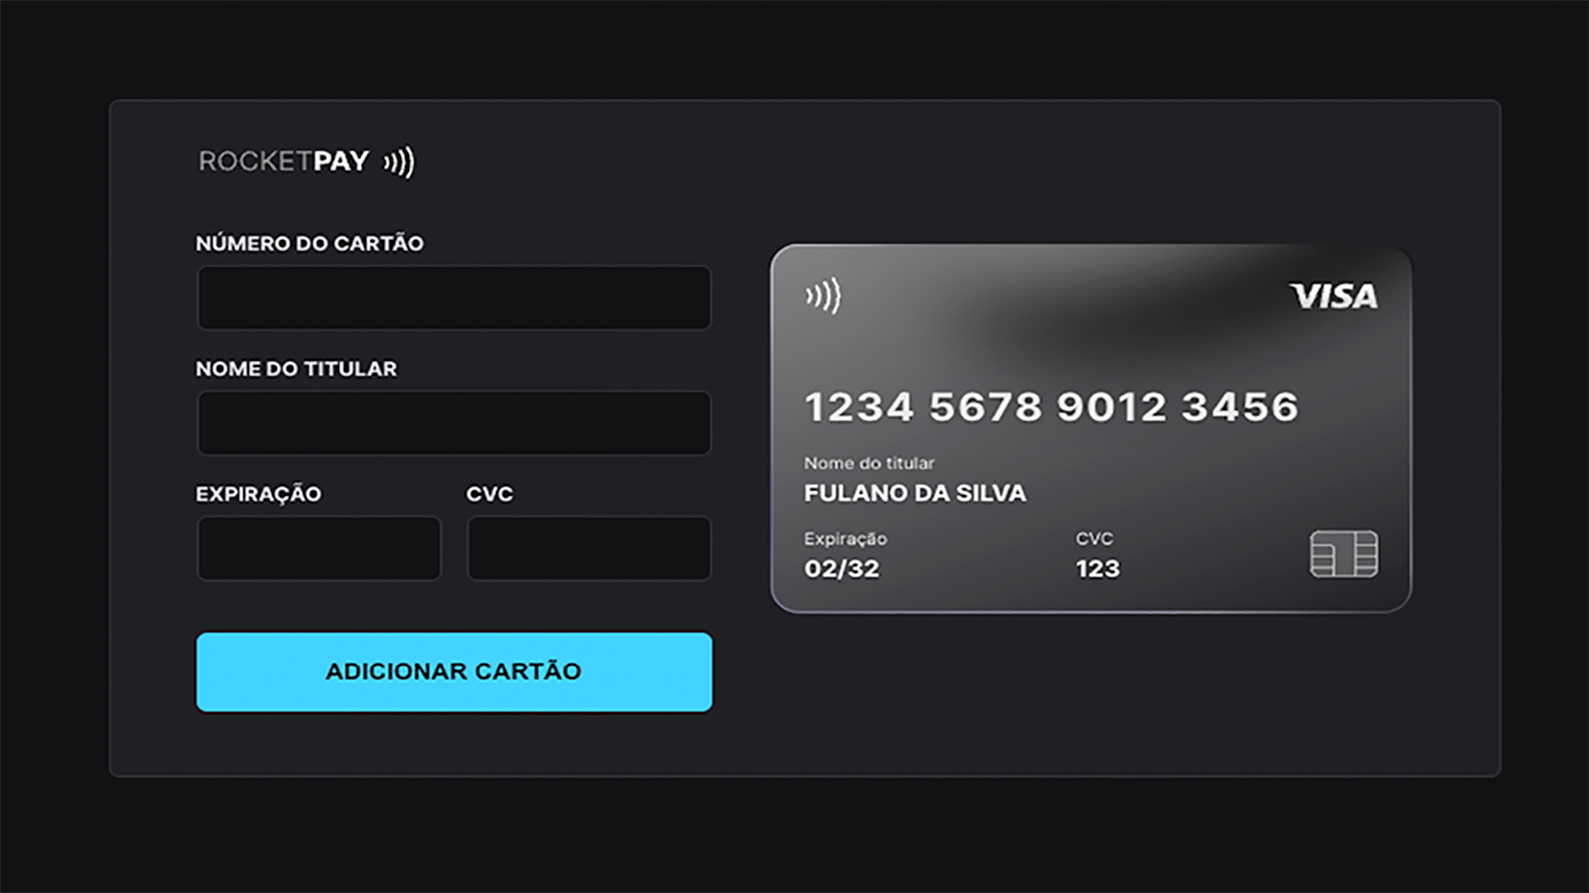 ROCKETPAY
NÚMERO DO CARTÃO
NOME DO TITULAR
EXPIRAÇÃO CVC
ADICIONAR CARTÃO
VISA
1234 5678 9012 3456
Nome do titular
FULANO DA SILVA
Expiração CVC
02/32 123